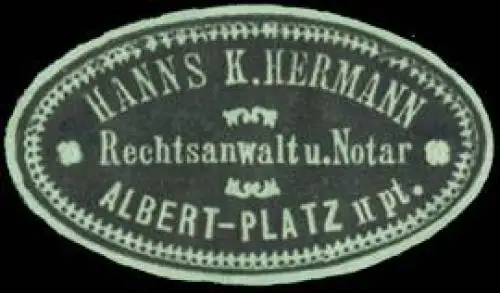 HANNS K. HERMANN
Rechtsanwalt u. Notar
ALBERT-PLATZ II pt.